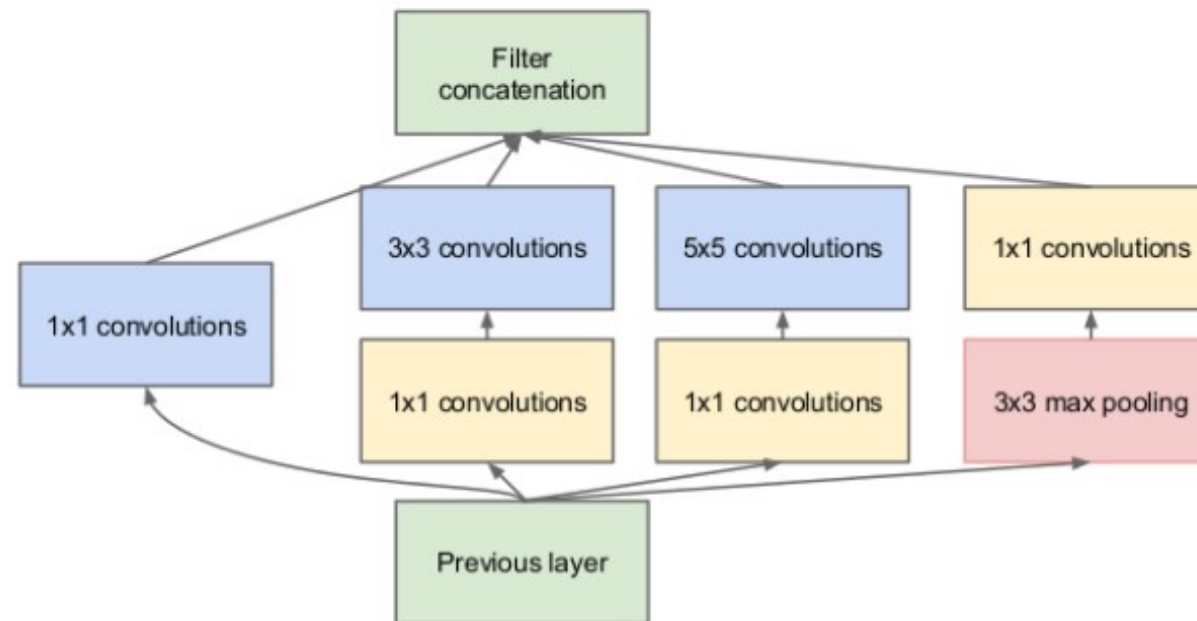 Filter
concatenation
3x3 convolutions
5x5 convolutions
1x1 convolutions
1x1 convolutions
1x1 convolutions
1x1 convolutions
3x3 max pooling
Previous layer